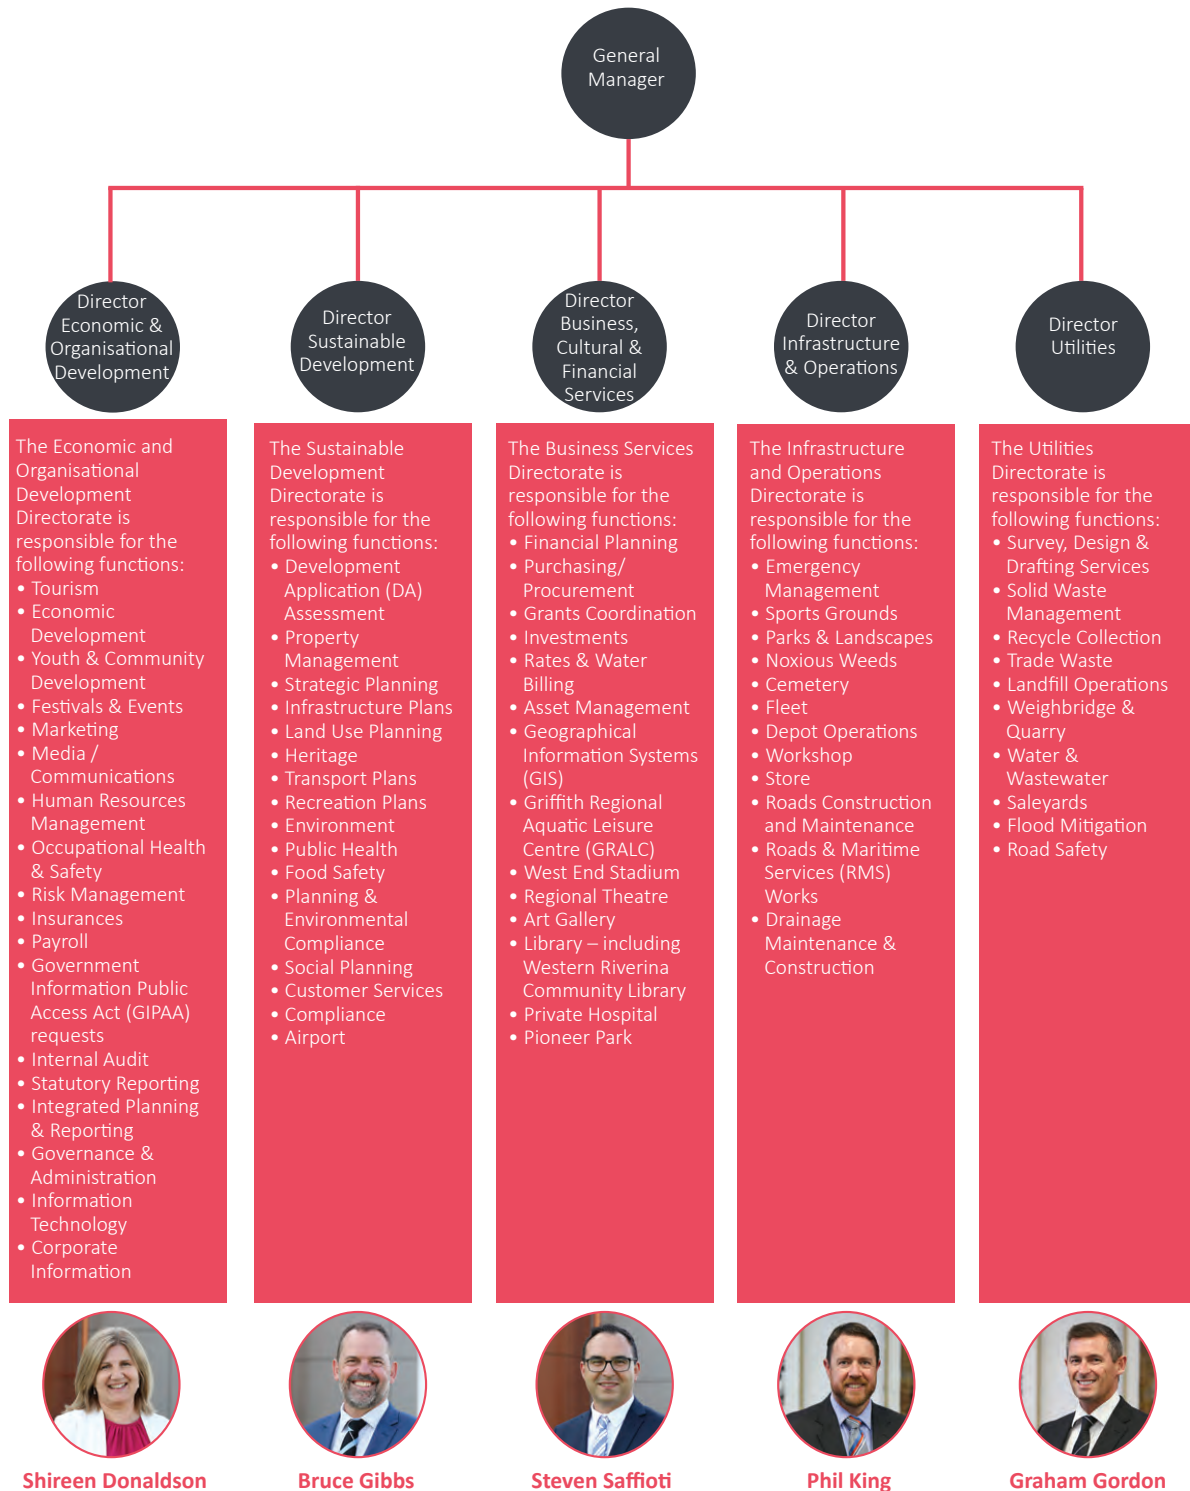 General
Manager
Director
Economic &
Organisational
Development
Director
Sustainable
Development
Director
Business,
Cultural &
Financial
Services
Director
Infrastructure
& Operations
Director
Utilities
The Economic and
Organisational
Development
Directorate is
responsible for the
following functions:
• Tourism
• Economic
Development
• Youth & Community
Development
• Festivals & Events
• Marketing
• Media /
Communications
• Human Resources
Management
• Occupational Health
& Safety
• Risk Management
• Insurances
• Payroll
• Government
Information Public
Access Act (GIPAA)
requests
• Internal Audit
• Statutory Reporting
• Integrated Planning
& Reporting
• Governance &
Administration
• Information
Technology
• Corporate
Information
The Sustainable
Development
Directorate is
responsible for the
following functions:
• Development
Application (DA)
Assessment
• Property
Management
• Strategic Planning
• Infrastructure Plans
• Land Use Planning
• Heritage
• Transport Plans
• Recreation Plans
• Environment
• Public Health
• Food Safety
• Planning &
Environmental
Compliance
• Social Planning
• Customer Services
• Compliance
• Airport
The Business Services
Directorate is
responsible for the
following functions:
• Financial Planning
• Purchasing/
Procurement
• Grants Coordination
• Investments
• Rates & Water
Billing
• Asset Management
• Geographical
Information Systems
(GIS)
• Griffith Regional
Aquatic Leisure
Centre (GRALC)
• West End Stadium
• Regional Theatre
• Art Gallery
• Library – including
Western Riverina
Community Library
• Private Hospital
• Pioneer Park
The Infrastructure
and Operations
Directorate is
responsible for the
following functions:
• Emergency
Management
• Sports Grounds
• Parks & Landscapes
• Noxious Weeds
• Cemetery
• Fleet
• Depot Operations
• Workshop
• Store
• Roads Construction
and Maintenance
• Roads & Maritime
Services (RMS)
Works
• Drainage
Maintenance &
Construction
The Utilities
Directorate is
responsible for the
following functions:
• Survey, Design &
Drafting Services
• Solid Waste
Management
• Recycle Collection
• Trade Waste
• Landfill Operations
• Weighbridge &
Quarry
• Water &
Wastewater
• Saleyards
• Flood Mitigation
• Road Safety
Shireen Donaldson
Bruce Gibbs
Steven Saffioti
Phil King
Graham Gordon